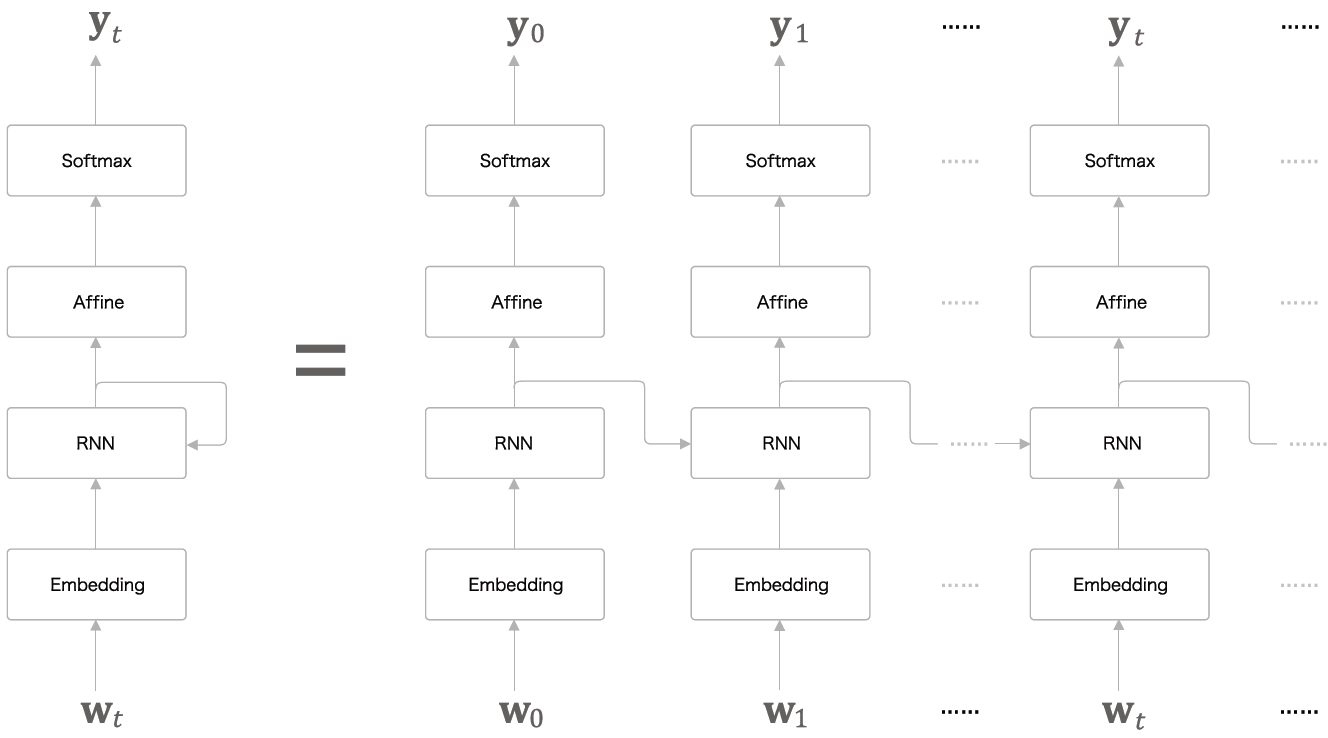 y_t y_0 y_1 ...... y_t ......
Softmax Softmax Softmax ...... Softmax ......
Affine Affine Affine ...... Affine ......
=
RNN RNN RNN ...... RNN ......
Embedding Embedding Embedding ...... Embedding ......
w_t w_0 w_1 ...... w_t ......